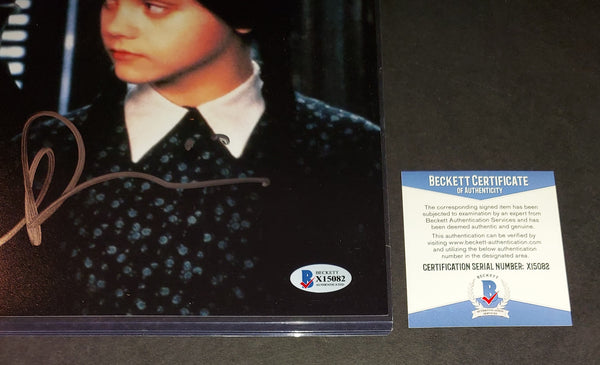 BECKETT
X15082
AUTHENTICATED
BECKETT CERTIFICATE
OF AUTHENTICITY
The corresponding signed item has been
subjected to examination by an expert from
Beckett Authentication Services and has
been deemed authentic and genuine.
This authentication can be verified by
visiting www.beckett-authentication.com
and utilizing the below authentication
number in the designated area.
CERTIFICATION SERIAL NUMBER: X15082
BECKETT